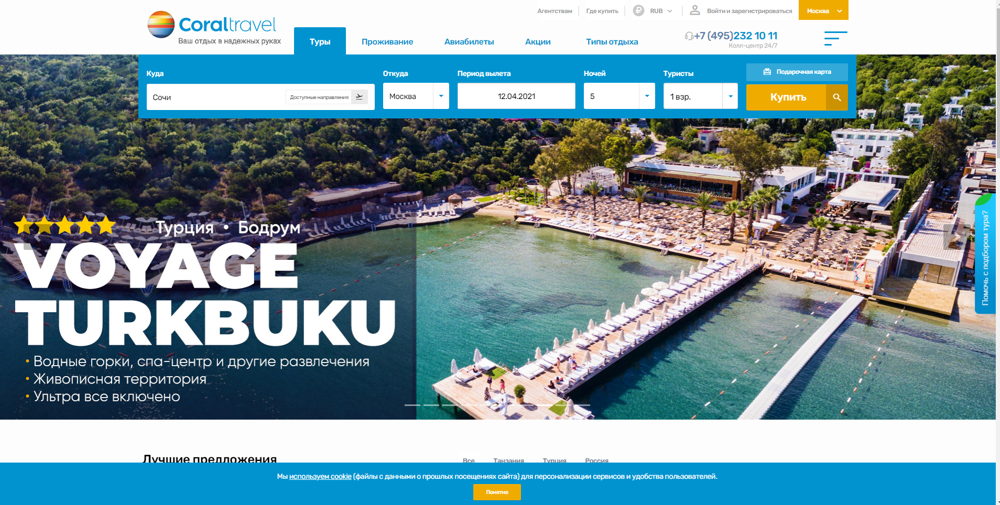 Агентствам
Где купить
RUB
Войти и зарегистрироваться
Москва
Coraltravel
Ваш отдых в надежных руках
Туры
Проживание
Авиабилеты
Акции
Типы отдыха
+7 (495)232 10 11
Колл-центр 24/7
Куда
Откуда
Период вылета
Ночей
Туристы
Подарочная карта
Сочи
Доступные направления
Москва
12.04.2021
5
1 взр.
Купить
Турция • Бодрум
VOYAGE
TURKBUKU
• Водные горки, спа-центр и другие развлечения
• Живописная территория
• Ультра все включено
Помочь с подбором тура?
Лучшие предложения
Все
Танзания
Турция
Россия
Мы используем cookie (файлы с данными о прошлых посещениях сайта) для персонализации сервисов и удобства пользователей.
Понятно